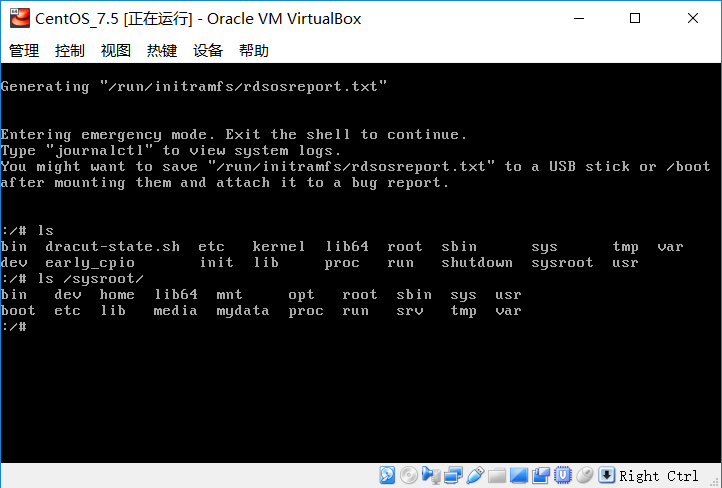 CentOS_7.5 [正在运行] - Oracle VM VirtualBox
管理 控制 视图 热键 设备 帮助
Generating "/run/initramfs/rdsosreport.txt"
Entering emergency mode. Exit the shell to continue.
Type "journalctl" to view system logs.
You might want to save "/run/initramfs/rdsosreport.txt" to a USB stick or /boot
after mounting them and attach it to a bug report.
:/# ls
bin  dracut-state.sh  etc   kernel  lib64  root  sbin      sys      tmp  var
dev  early_cpio       init  lib     proc   run   shutdown  sysroot  usr
:/# ls /sysroot/
bin   dev  home  lib64  mnt     opt   root  sbin  sys  usr
boot  etc  lib   media  mydata  proc  run   srv   tmp  var
:/#
Right Ctrl